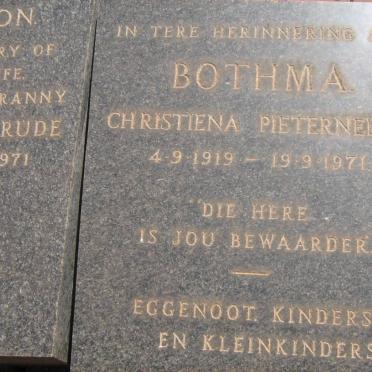 ON
RY OF
FE.
RANNY
RUDE
971
IN TERE HERINNERING
BOTHMA.
CHRISTIENA
4-9-1919 – 19-9-1971
"DIE HERE
IS JOU BEWAARDER.
EGGENOOT, KINDERS
EN KLEINKINDERS